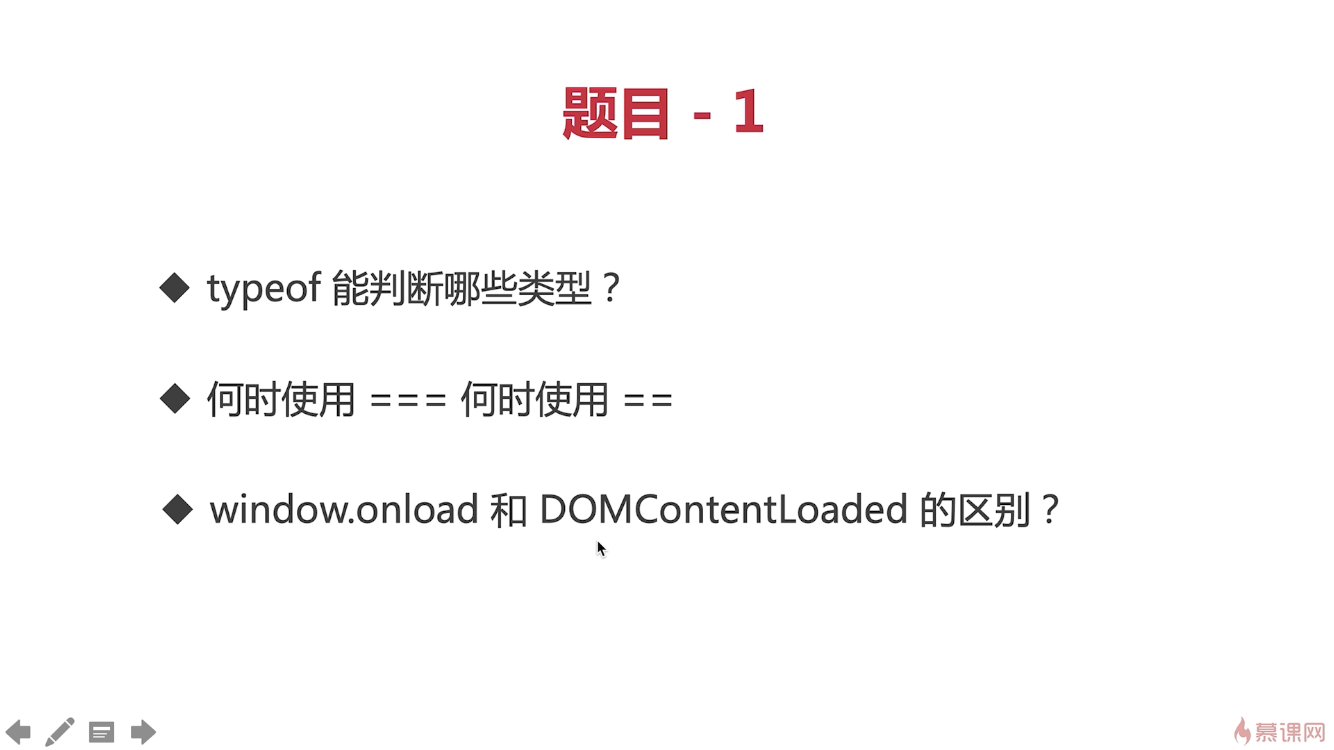 题目 - 1
typeof 能判断哪些类型？
何时使用 === 何时使用 ==
window.onload 和 DOMContentLoaded 的区别？
慕课网